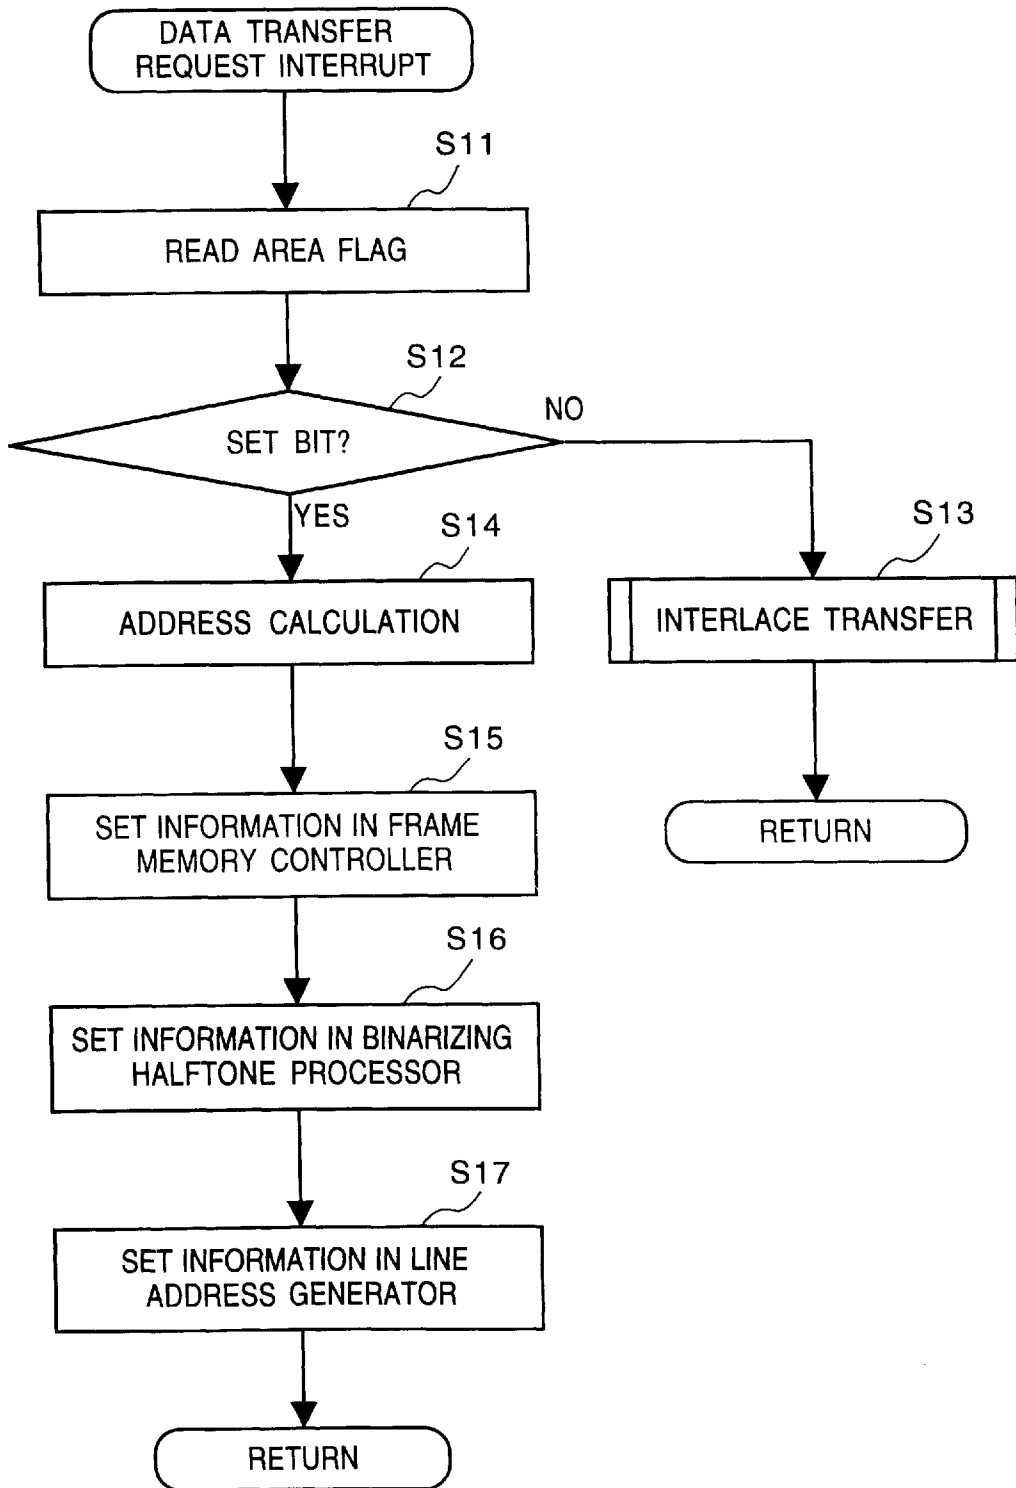 DATA TRANSFER
REQUEST INTERRUPT
S11
READ AREA FLAG
S12
SET BIT?
NO
YES
S14
ADDRESS CALCULATION
S13
INTERLACE TRANSFER
S15
SET INFORMATION IN FRAME
MEMORY CONTROLLER
RETURN
S16
SET INFORMATION IN BINARIZING
HALFTONE PROCESSOR
S17
SET INFORMATION IN LINE
ADDRESS GENERATOR
RETURN